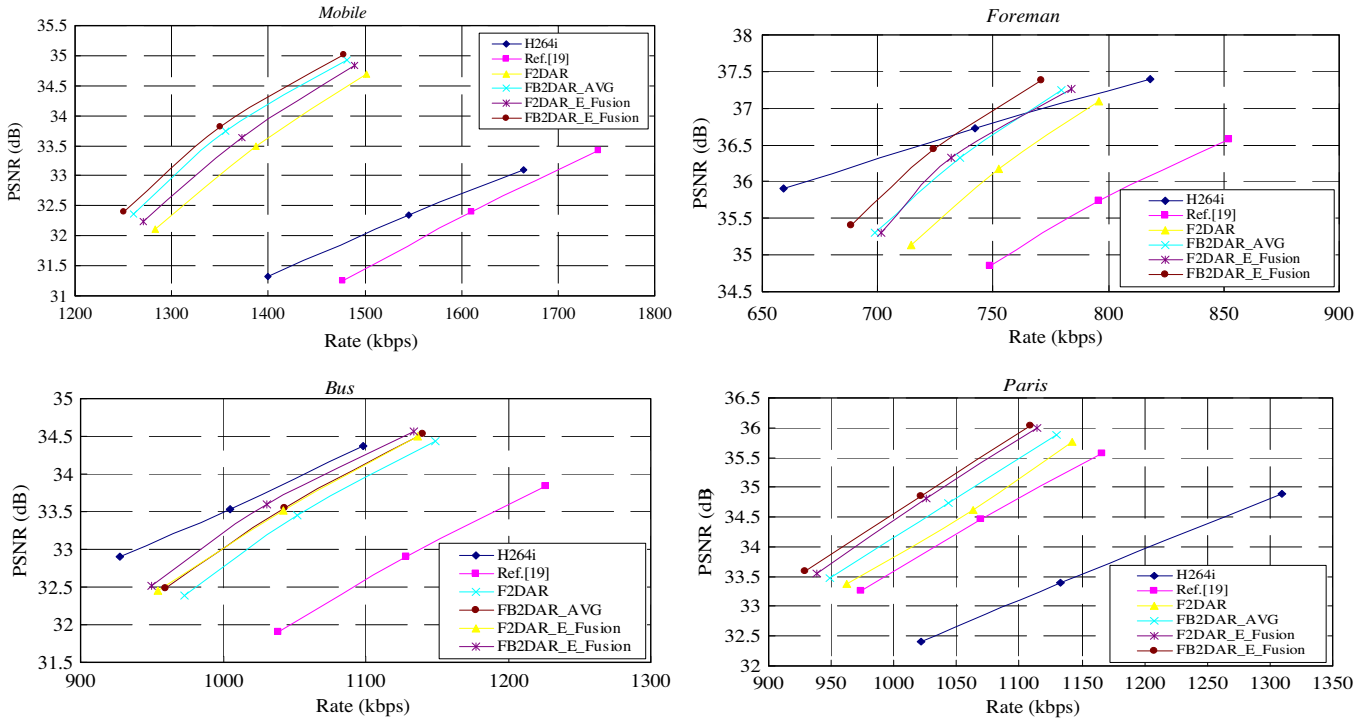 Mobile
PSNR (dB)
35.5
35
34.5
34
33.5
33
32.5
32
31.5
31
1200 1300 1400 1500 1600 1700 1800
Rate (kbps)
H264i
Ref.[19]
F2DAR
FB2DAR_AVG
F2DAR_E_Fusion
FB2DAR_E_Fusion
Foreman
PSNR (dB)
38
37.5
37
36.5
36
35.5
35
34.5
650 700 750 800 850 900
Rate (kbps)
H264i
Ref.[19]
F2DAR
FB2DAR_AVG
F2DAR_E_Fusion
FB2DAR_E_Fusion
Bus
PSNR (dB)
35
34.5
34
33.5
33
32.5
32
31.5
900 1000 1100 1200 1300
Rate (kbps)
H264i
Ref.[19]
F2DAR
FB2DAR_AVG
F2DAR_E_Fusion
FB2DAR_E_Fusion
Paris
PSNR (dB)
36.5
36
35.5
35
34.5
34
33.5
33
32.5
32
900 950 1000 1050 1100 1150 1200 1250 1300 1350
Rate (kbps)
H264i
Ref.[19]
F2DAR
FB2DAR_AVG
F2DAR_E_Fusion
FB2DAR_E_Fusion